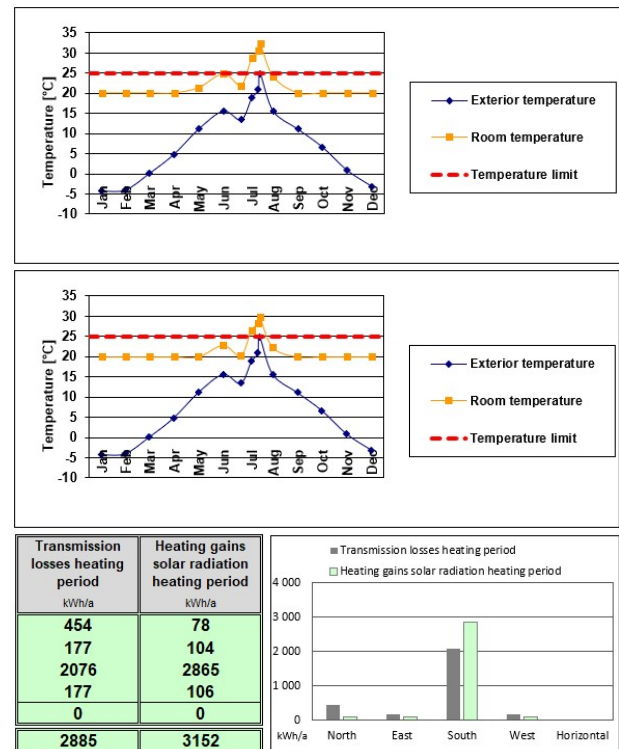 35
30
25
20
15
10
5
0
-5
-10
Temperature [°C]
Jan
Feb
Mar
Apr
May
Jun
Jul
Aug
Sep
Oct
Nov
Dec
Exterior temperature
Room temperature
Temperature limit
35
30
25
20
15
10
5
0
-5
-10
Temperature [°C]
Jan
Feb
Mar
Apr
May
Jun
Jul
Aug
Sep
Oct
Nov
Dec
Exterior temperature
Room temperature
Temperature limit
Transmission
losses heating
period
kWh/a
Heating gains
solar radiation
heating period
kWh/a
454 78
177 104
2076 2865
177 106
0 0
2885 3152
Transmission losses heating period
Heating gains solar radiation heating period
4 000
3 000
2 000
1 000
0
kWh/a North East South West Horizontal